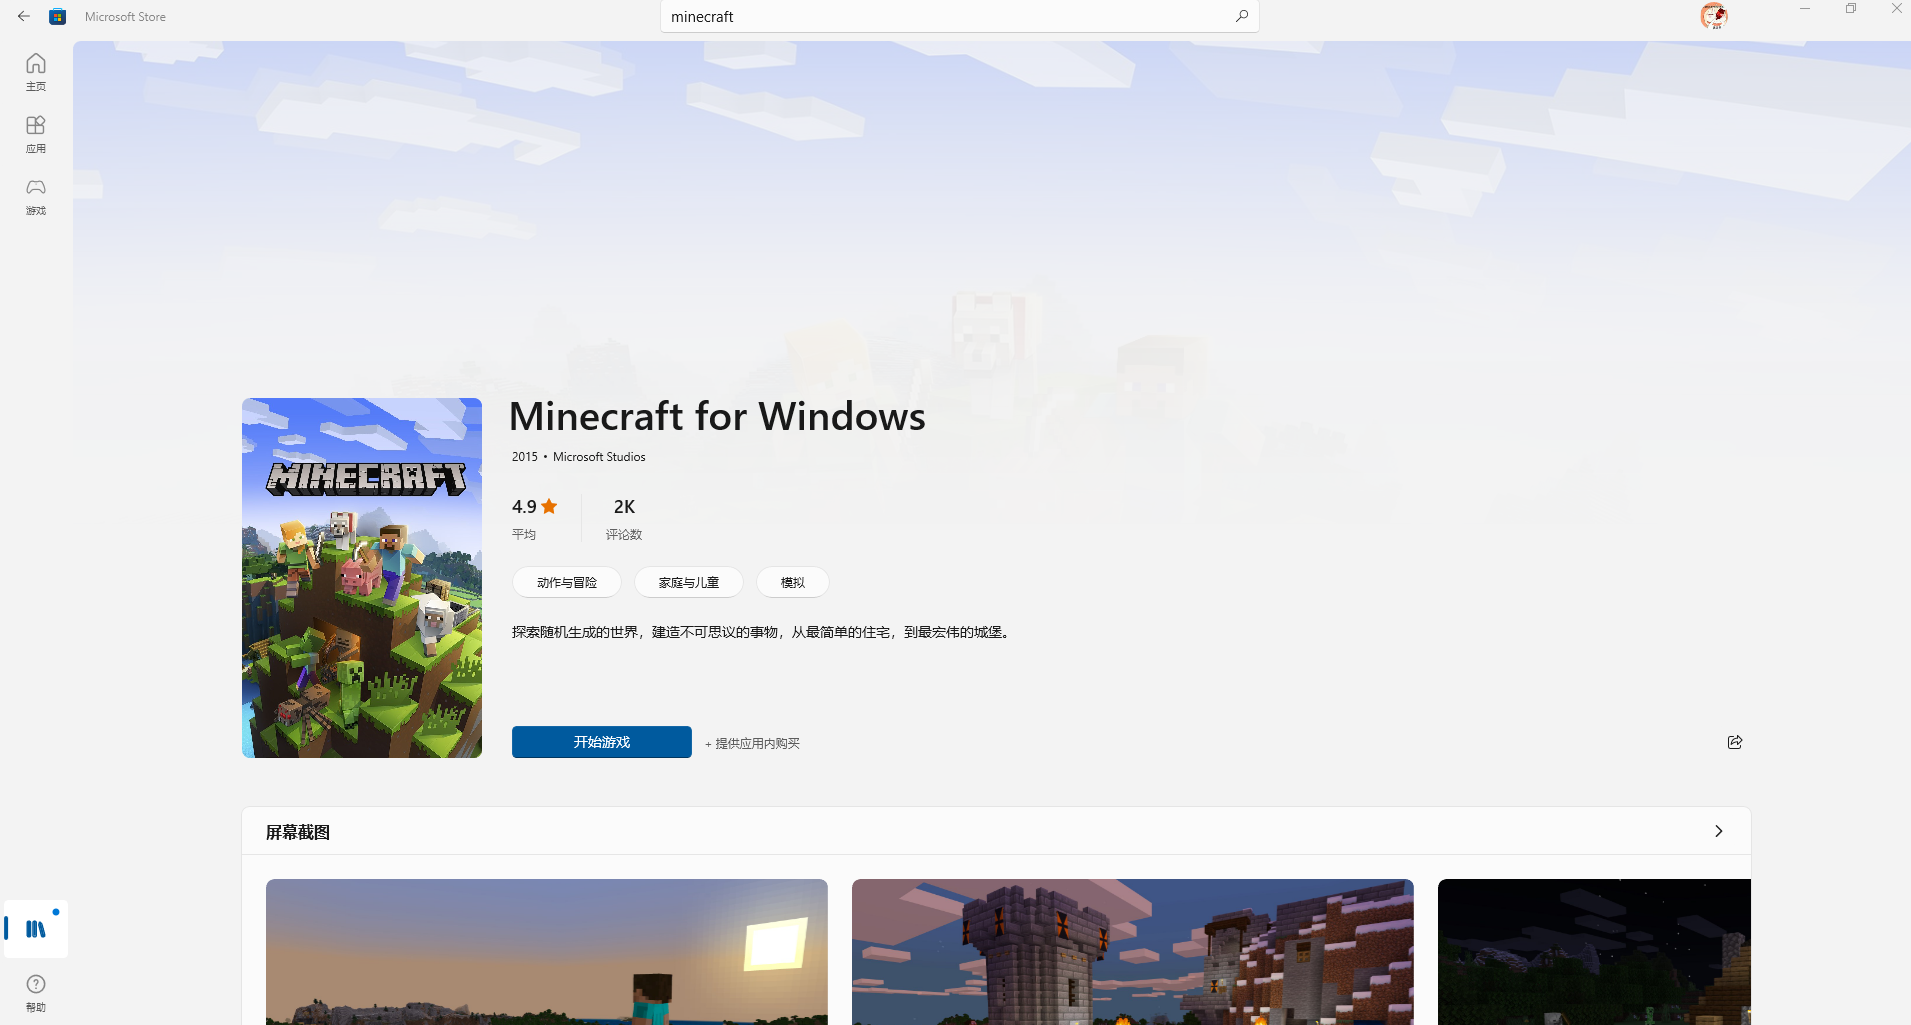 Microsoft Store
minecraft
主页
应用
游戏
MINECRAFT
Minecraft for Windows
2015 • Microsoft Studios
4.9
2K
平均
评论数
动作与冒险
家庭与儿童
模拟
探索随机生成的世界，建造不可思议的事物，从最简单的住宅，到最宏伟的城堡。
开始游戏
+ 提供应用内购买
屏幕截图
帮助